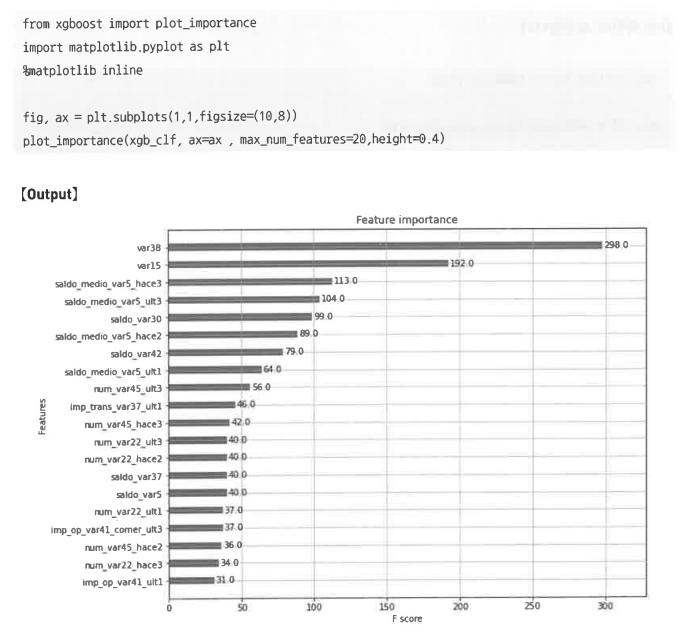 from xgboost import plot_importance
import matplotlib.pyplot as plt
%matplotlib inline
fig, ax = plt.subplots(1,1,figsize=(10,8))
plot_importance(xgb_clf, ax=ax , max_num_features=20,height=0.4)
【Output】
Feature importance
var38 298.0
var15 192.0
saldo_medio_var5_hace3 113.0
saldo_medio_var5_ult3 104.0
saldo_var30 99.0
saldo_medio_var5_hace2 89.0
saldo_var42 79.0
saldo_medio_var5_ult1 64.0
num_var45_ult3 56.0
imp_trans_var37_ult1 46.0
num_var45_hace3 42.0
num_var22_ult3 40.0
num_var22_hace2 40.0
saldo_var37 40.0
saldo_var5 40.0
num_var22_ult1 37.0
imp_op_var41_comer_ult3 37.0
num_var45_hace2 36.0
num_var22_hace3 34.0
imp_op_var41_ult1 31.0
Features
0 50 100 150 200 250 300
F score